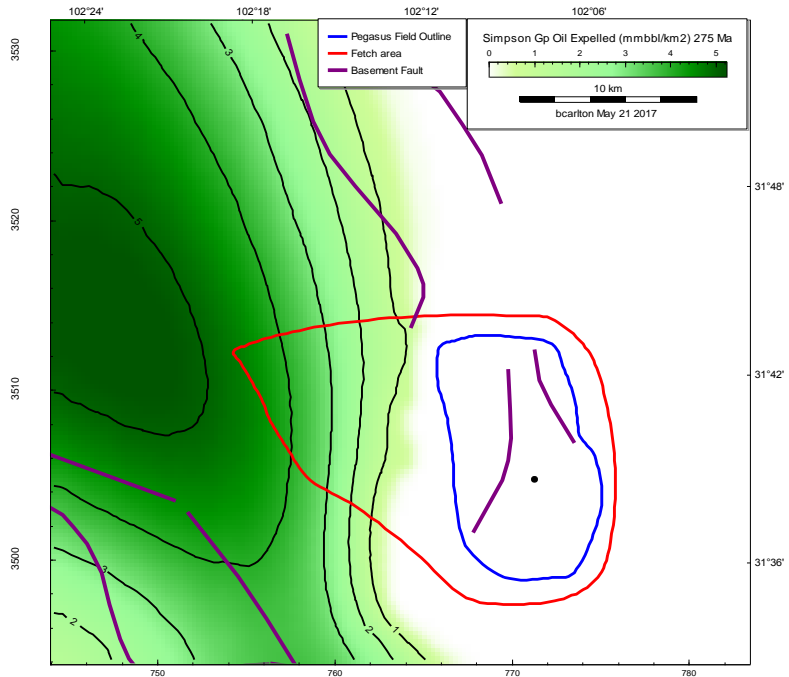 102°24' 102°18' 102°12' 102°06'
Pegasus Field Outline
Fetch area
Basement Fault
Simpson Gp Oil Expelled (mmbbl/km2) 275 Ma
0 1 2 3 4 5
10 km
bcarlton May 21 2017
3530
3520
3510
3500
31°48'
31°42'
31°36'
4
3
5
3
2
2
1
750 760 770 780